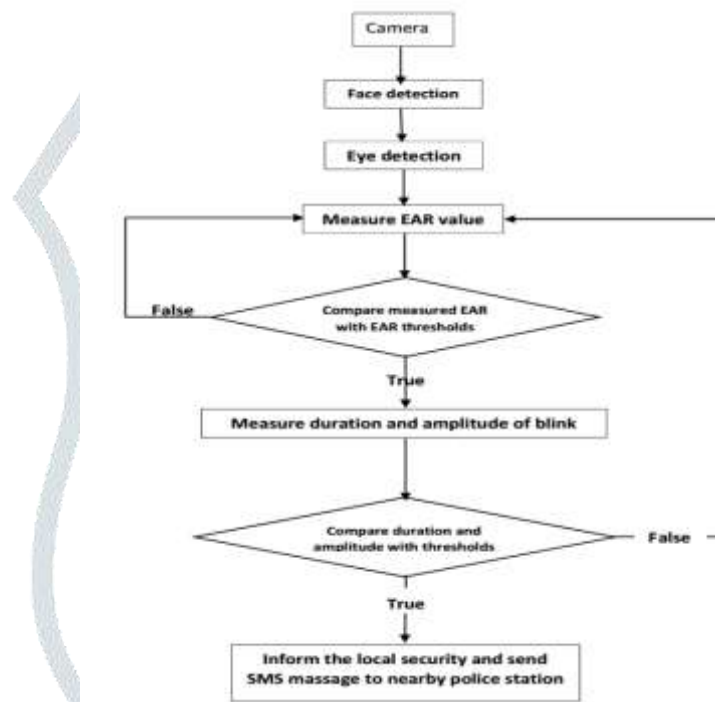 Camera
Face detection
Eye detection
Measure EAR value
Compare measured EAR
with EAR thresholds
False
True
Measure duration and amplitude of blink
Compare duration and
amplitude with thresholds
False
True
Inform the local security and send
SMS massage to nearby police station